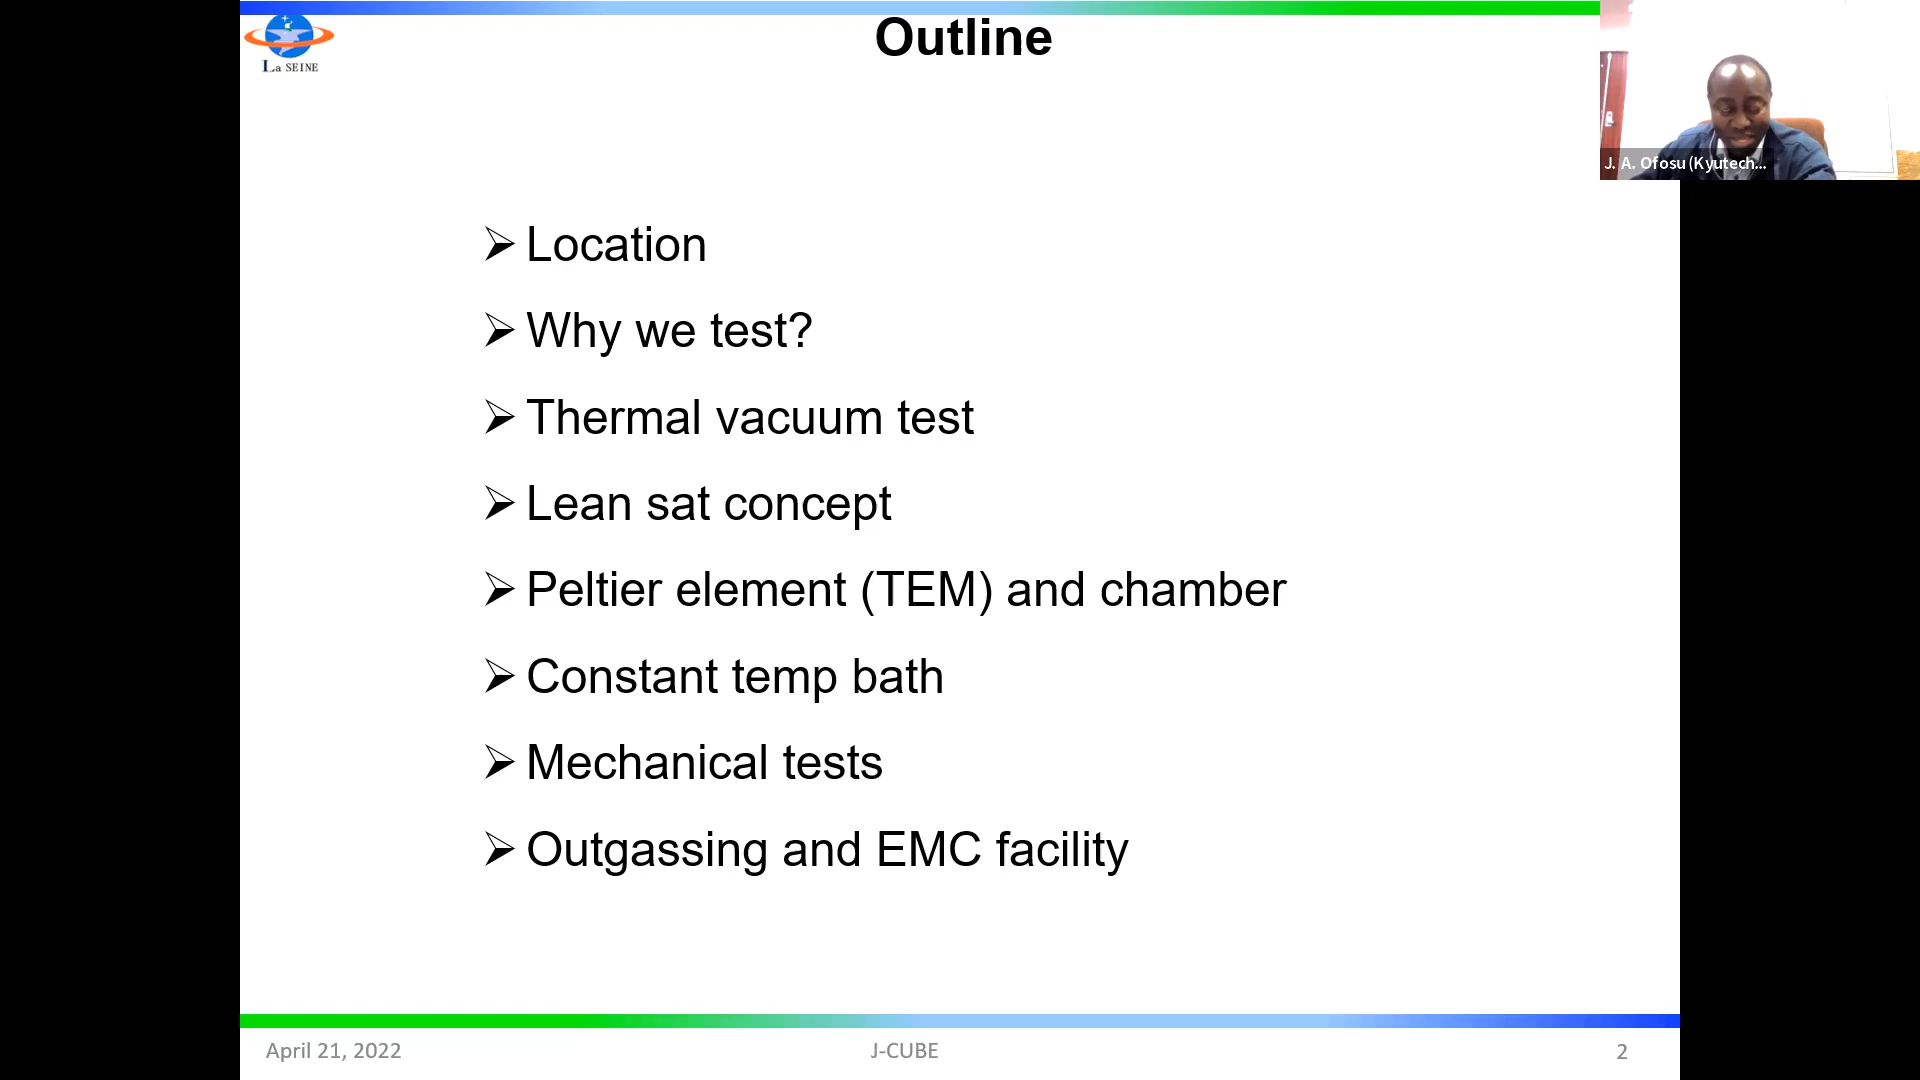 Outline
La SEINE
J. A. Ofosu (Kyutech...
➢ Location
➢ Why we test?
➢ Thermal vacuum test
➢ Lean sat concept
➢ Peltier element (TEM) and chamber
➢ Constant temp bath
➢ Mechanical tests
➢ Outgassing and EMC facility
April 21, 2022
J-CUBE
2